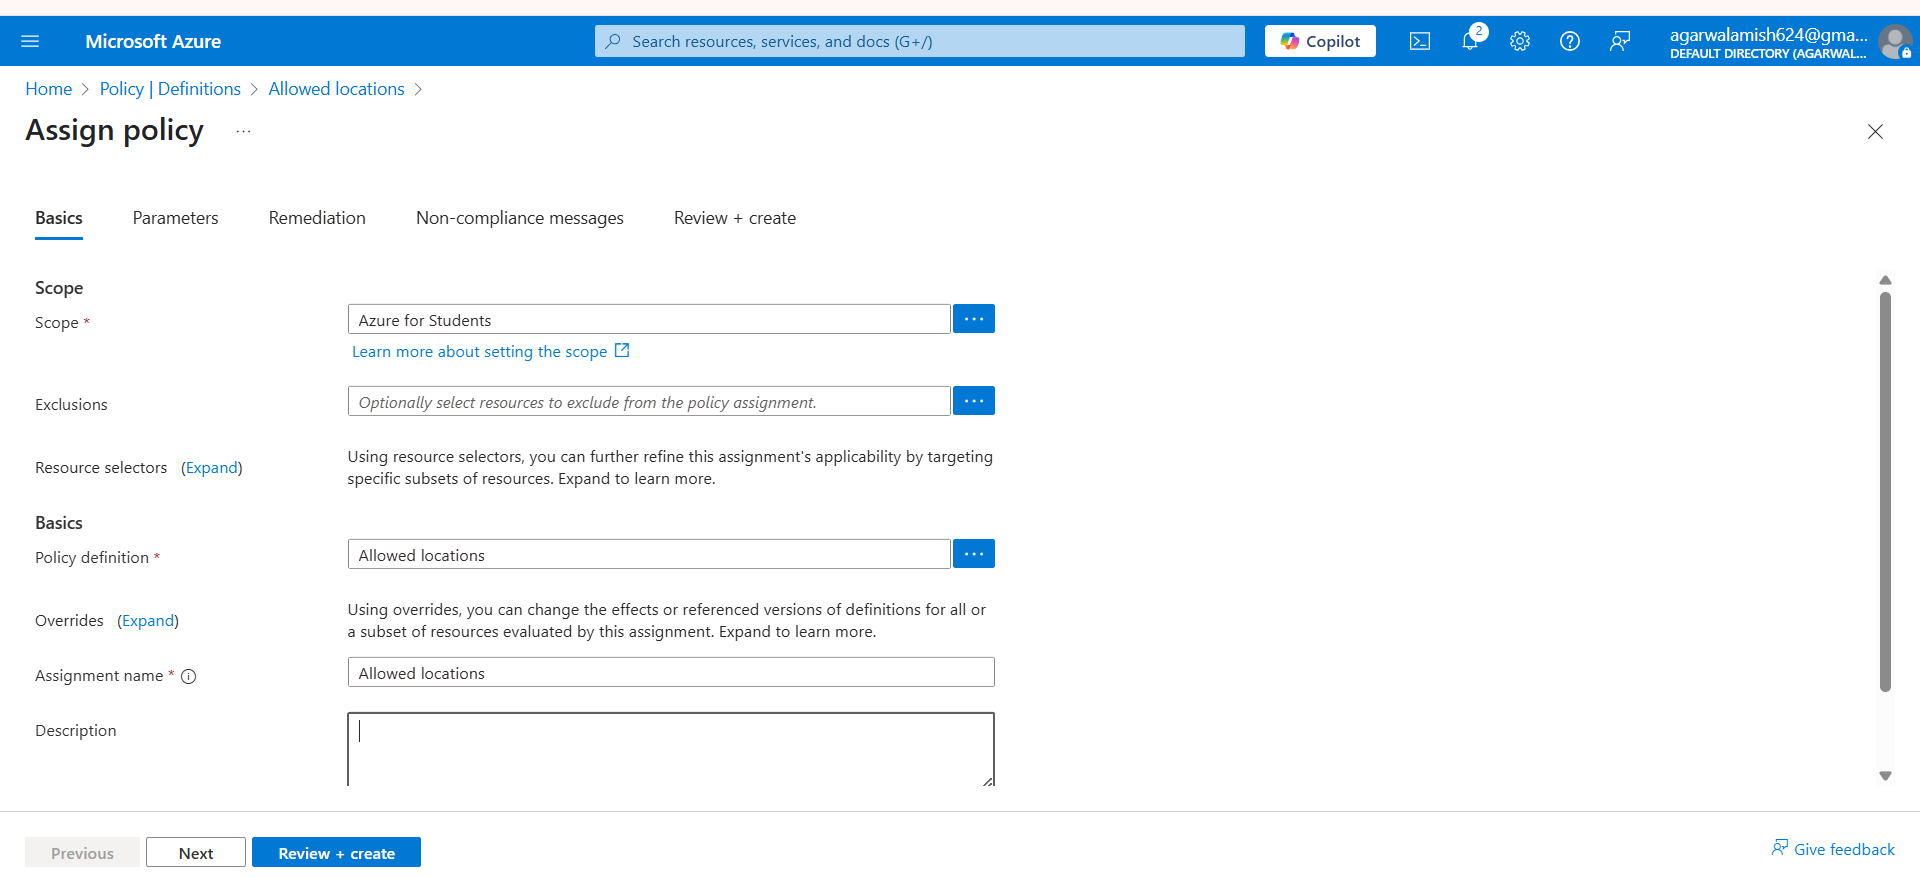 Microsoft Azure
Search resources, services, and docs (G+/)
Copilot
2
agarwalamish624@gma...
DEFAULT DIRECTORY (AGARWAL...
Home > Policy | Definitions > Allowed locations >
Assign policy ...
Basics Parameters Remediation Non-compliance messages Review + create
Scope
Scope *
Azure for Students
...
Learn more about setting the scope
Exclusions
Optionally select resources to exclude from the policy assignment.
...
Resource selectors (Expand)
Using resource selectors, you can further refine this assignment's applicability by targeting
specific subsets of resources. Expand to learn more.
Basics
Policy definition *
Allowed locations
...
Overrides (Expand)
Using overrides, you can change the effects or referenced versions of definitions for all or
a subset of resources evaluated by this assignment. Expand to learn more.
Assignment name *
Allowed locations
Description
Previous
Next
Review + create
Give feedback